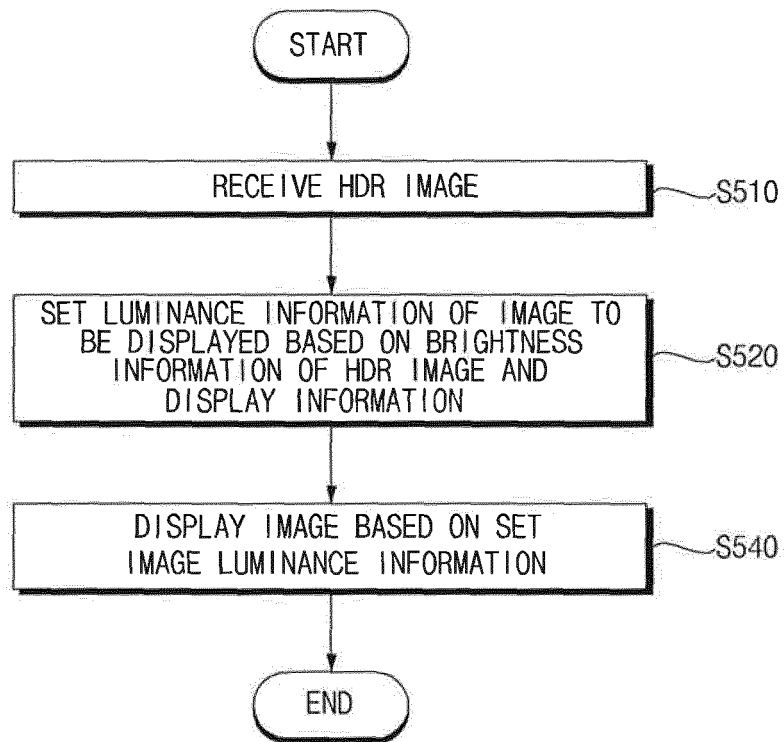 START
RECEIVE HDR IMAGE
S510
SET LUMINANCE INFORMATION OF IMAGE TO
BE DISPLAYED BASED ON BRIGHTNESS
INFORMATION OF HDR IMAGE AND
DISPLAY INFORMATION
S520
DISPLAY IMAGE BASED ON SET
IMAGE LUMINANCE INFORMATION
S540
END